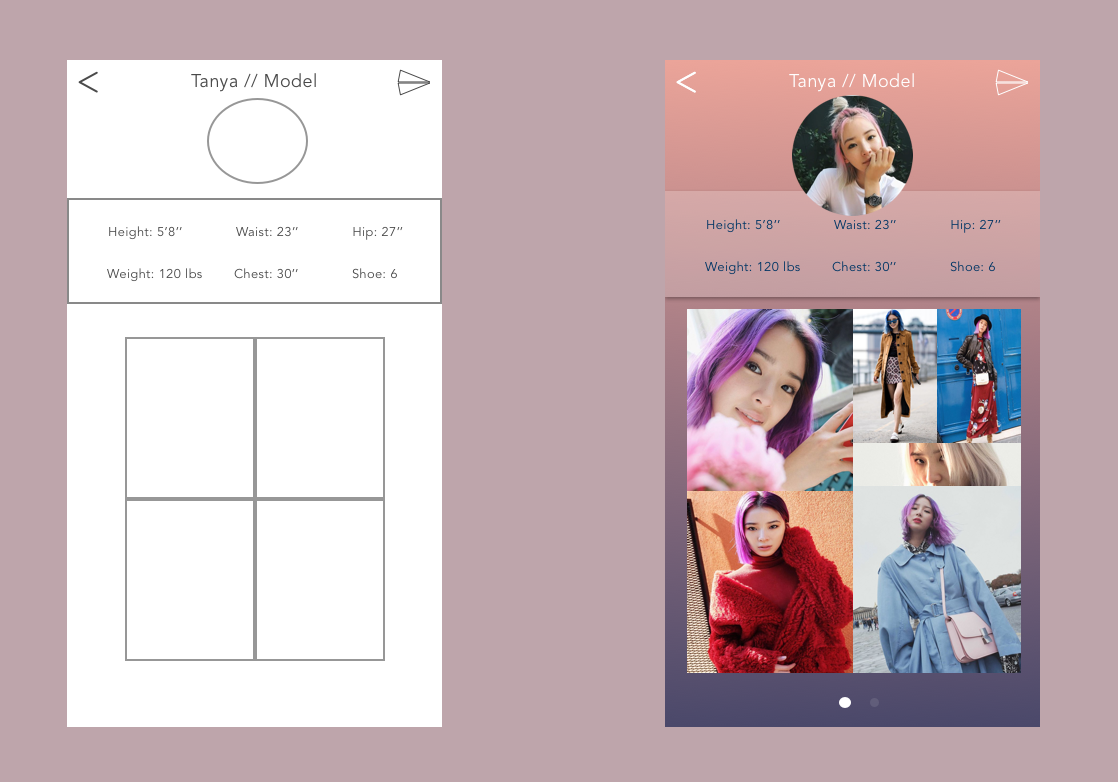 Tanya // Model
Height: 5’8’’ Waist: 23’’ Hip: 27’’
Weight: 120 lbs Chest: 30’’ Shoe: 6
Tanya // Model
Height: 5’8’’ Waist: 23’’ Hip: 27’’
Weight: 120 lbs Chest: 30’’ Shoe: 6